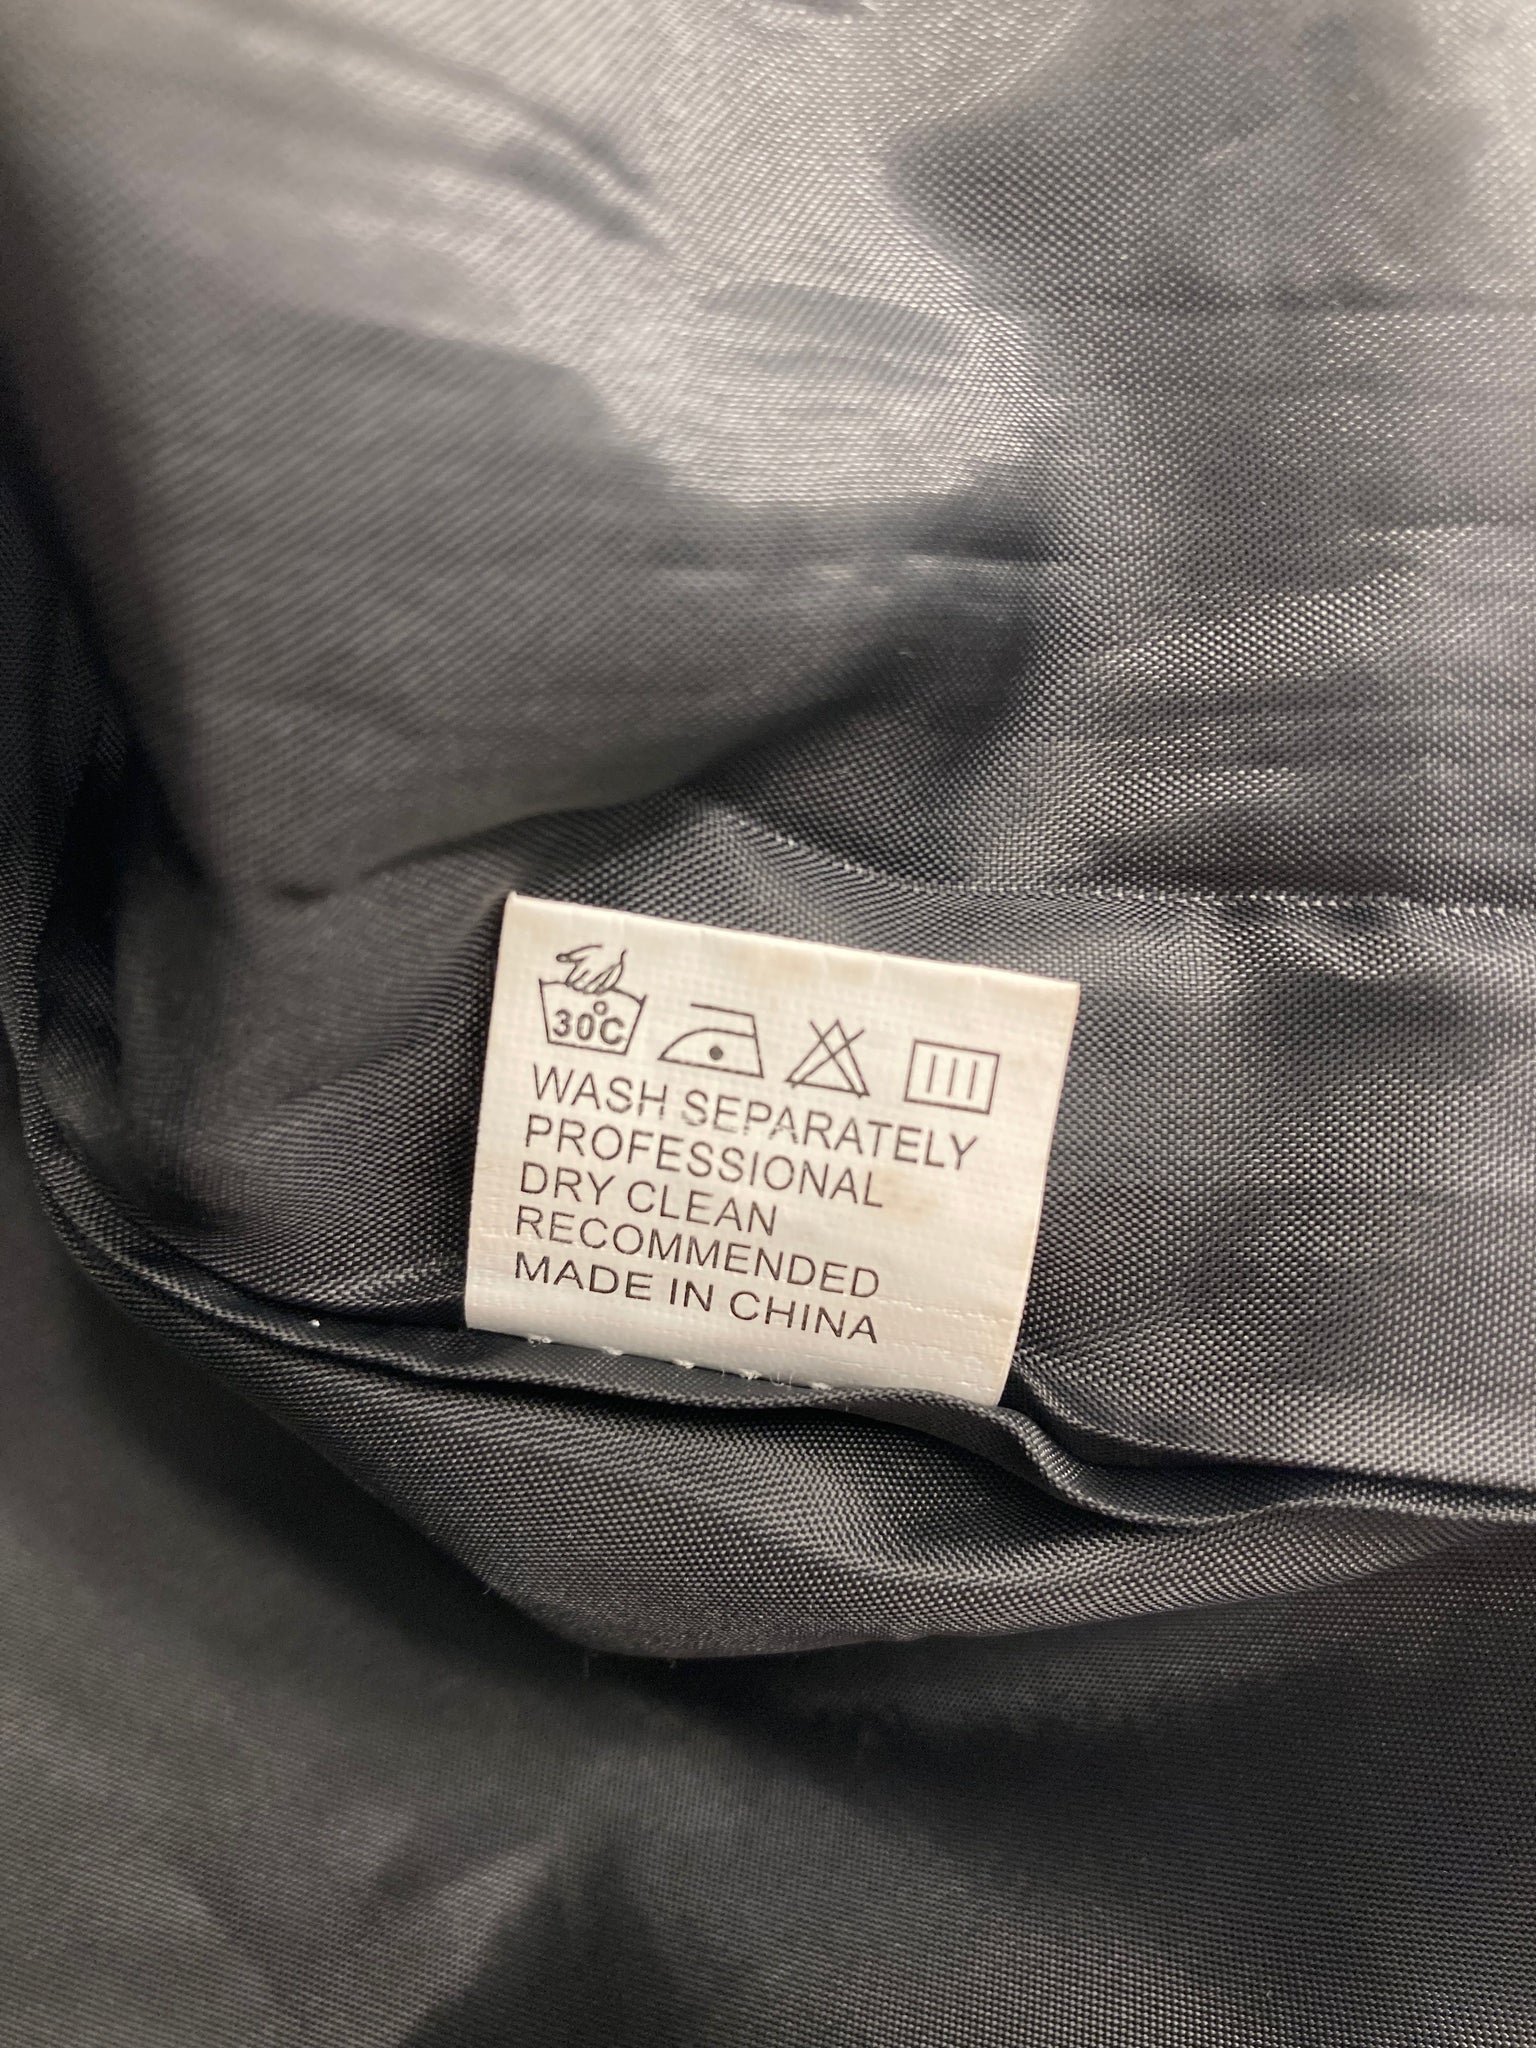 30°C
WASH SEPARATELY
PROFESSIONAL
DRY CLEAN
RECOMMENDED
MADE IN CHINA